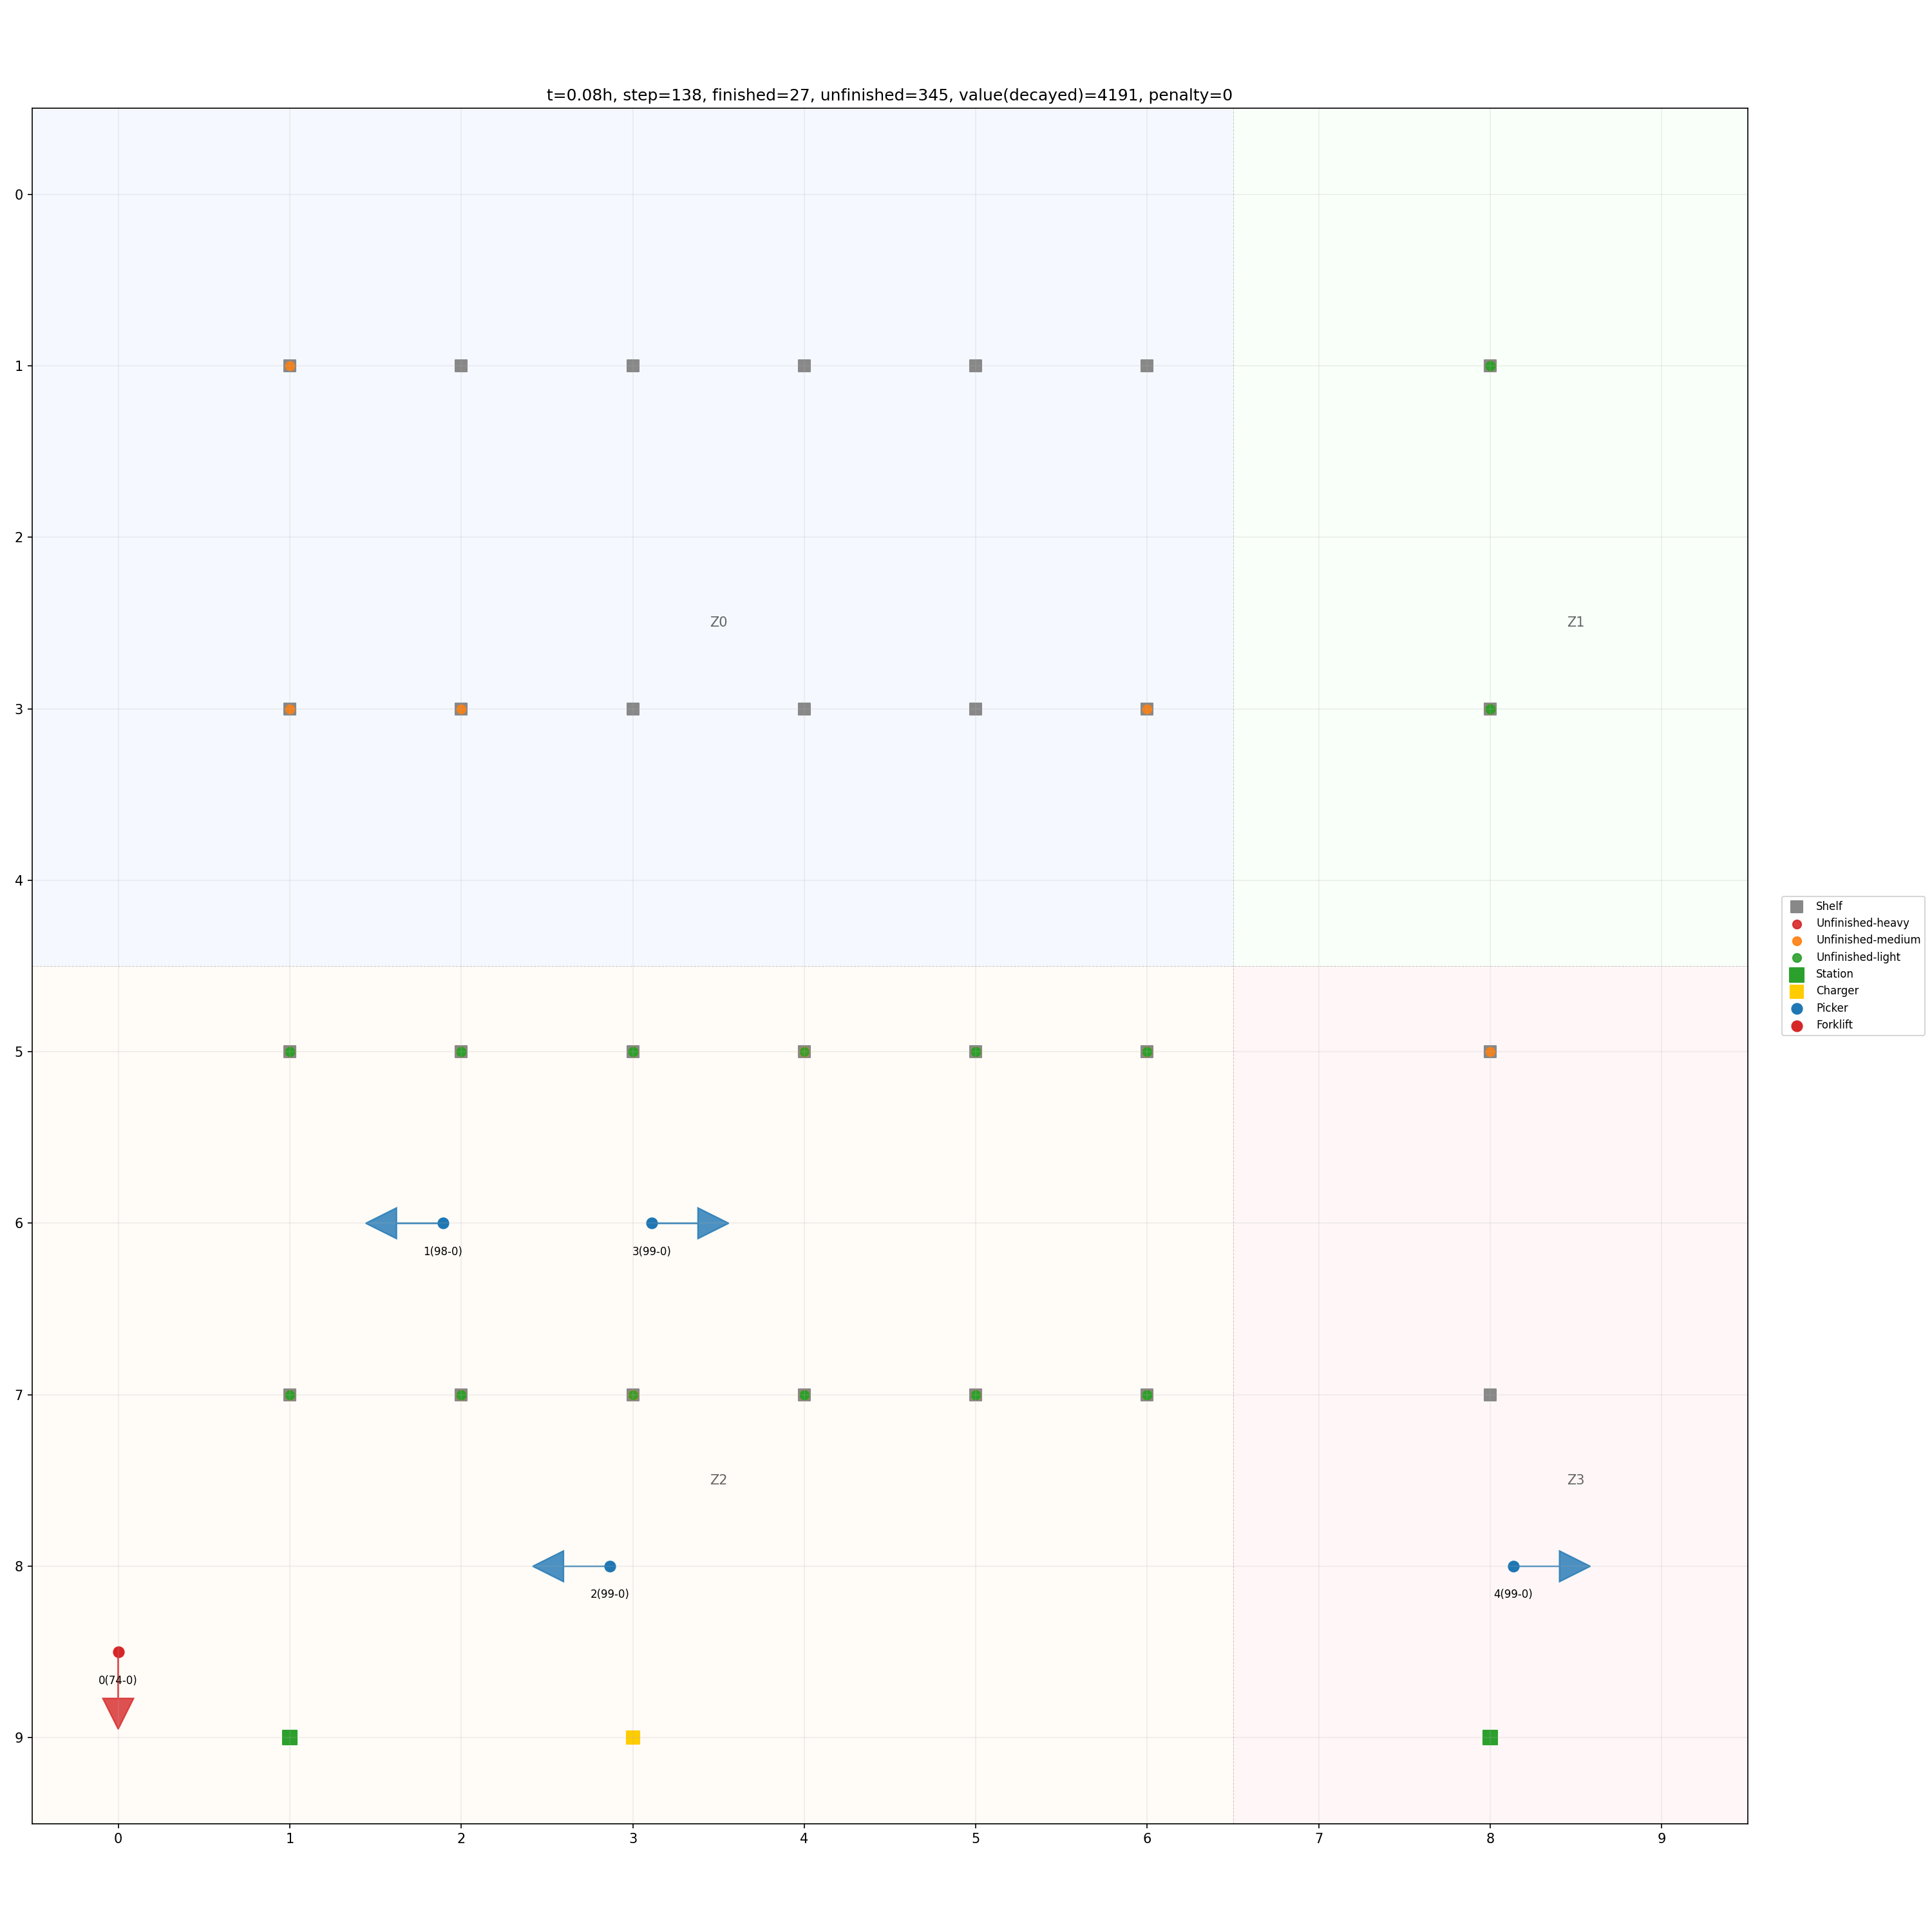 t=0.08h, step=138, finished=27, unfinished=345, value(decayed)=4191, penalty=0
0
1
2
Z0
Z1
3
4
Shelf
Unfinished-heavy
Unfinished-medium
Unfinished-light
Station
Charger
Picker
Forklift
5
6
1(98-0)
3(99-0)
7
Z2
Z3
8
2(99-0)
4(99-0)
0(74-0)
9
0 1 2 3 4 5 6 7 8 9